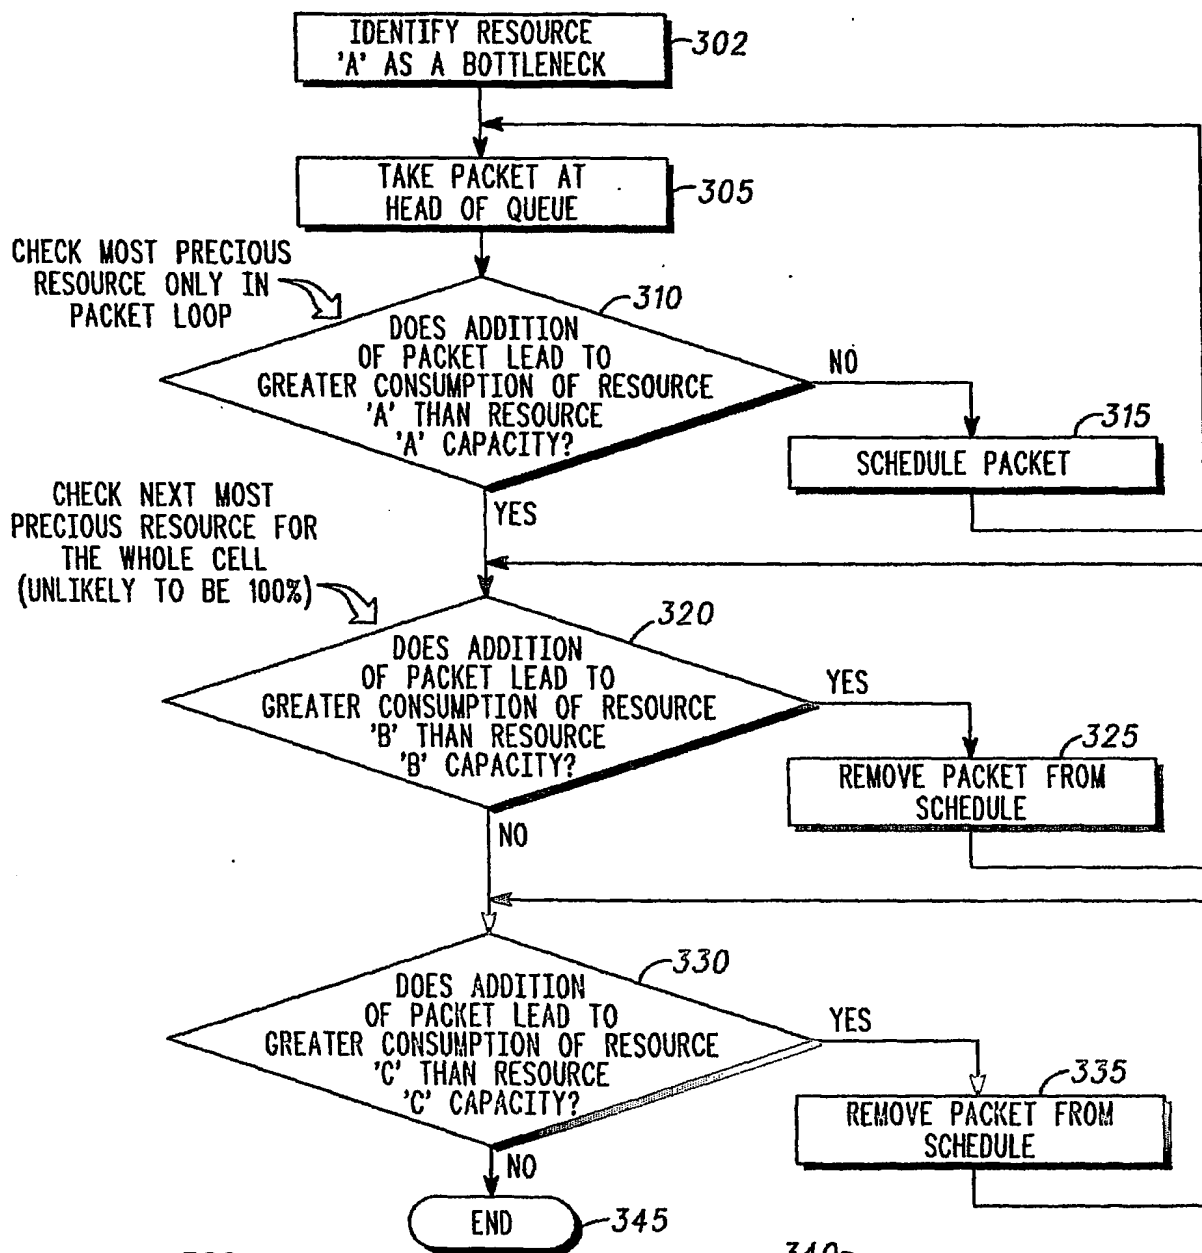 IDENTIFY RESOURCE
'A' AS A BOTTLENECK
302
TAKE PACKET AT
HEAD OF QUEUE
305
CHECK MOST PRECIOUS
RESOURCE ONLY IN
PACKET LOOP
310
DOES ADDITION
OF PACKET LEAD TO
GREATER CONSUMPTION OF RESOURCE
'A' THAN RESOURCE
'A' CAPACITY?
NO
315
SCHEDULE PACKET
YES
CHECK NEXT MOST
PRECIOUS RESOURCE FOR
THE WHOLE CELL
(UNLIKELY TO BE 100%)
320
DOES ADDITION
OF PACKET LEAD TO
GREATER CONSUMPTION OF RESOURCE
'B' THAN RESOURCE
'B' CAPACITY?
YES
325
REMOVE PACKET FROM
SCHEDULE
NO
330
DOES ADDITION
OF PACKET LEAD TO
GREATER CONSUMPTION OF RESOURCE
'C' THAN RESOURCE
'C' CAPACITY?
YES
335
REMOVE PACKET FROM
SCHEDULE
NO
END
345